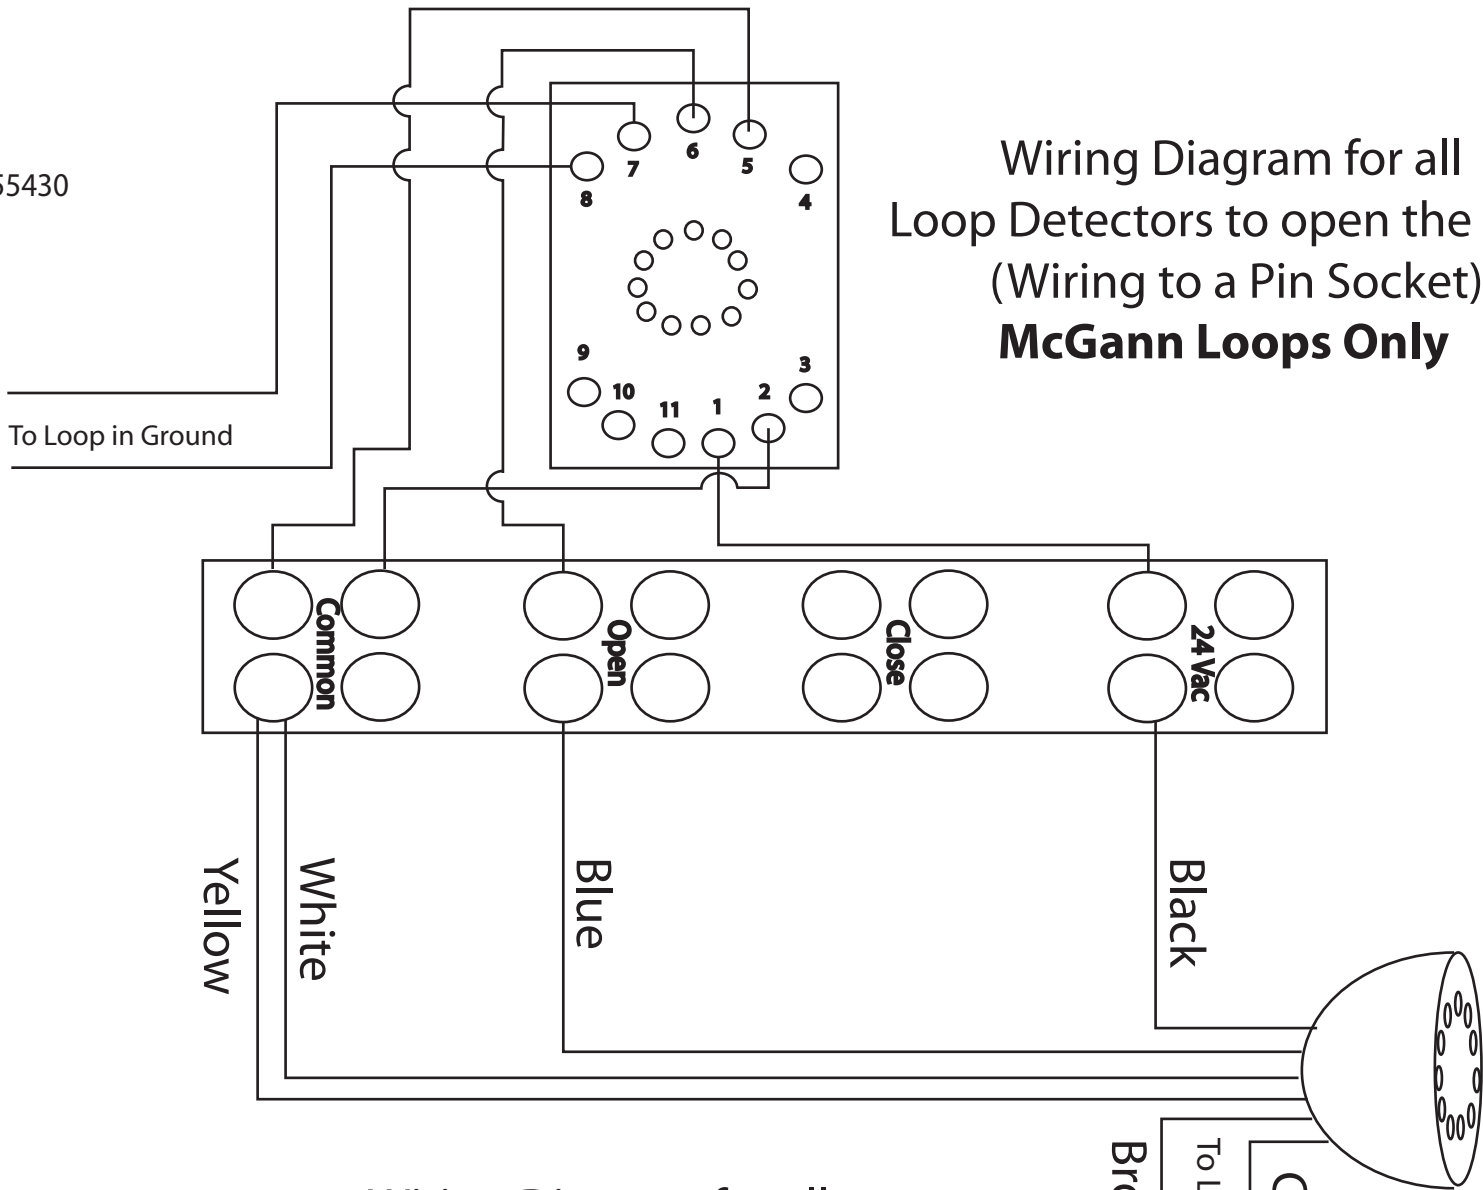 55430
Wiring Diagram for all
Loop Detectors to open the
(Wiring to a Pin Socket)
McGann Loops Only
7
6
5
8
4
9
10
11
1
2
3
To Loop in Ground
Common
Open
Close
24 Vac
Yellow
White
Blue
Black
To L